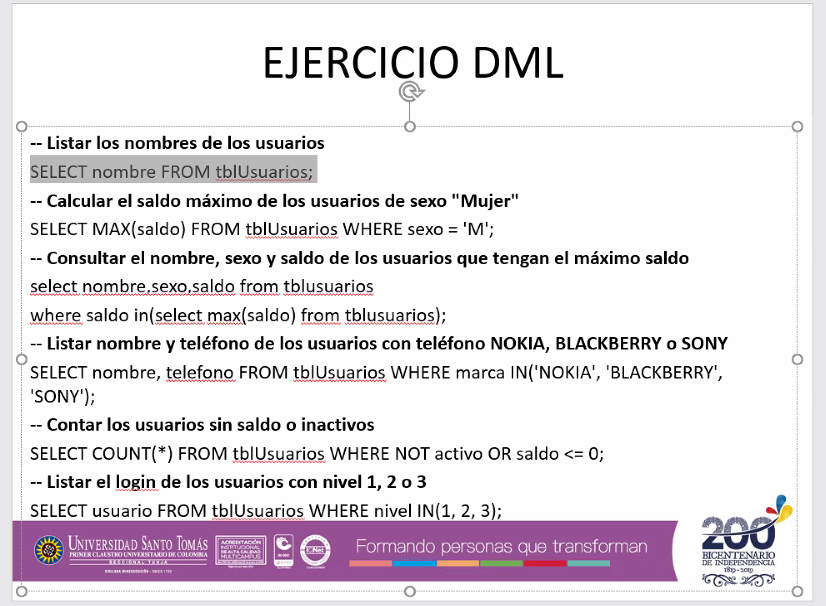 EJERCICIO DML
-- Listar los nombres de los usuarios
SELECT nombre FROM tblUsuarios;
-- Calcular el saldo máximo de los usuarios de sexo "Mujer"
SELECT MAX(saldo) FROM tblUsuarios WHERE sexo = 'M';
-- Consultar el nombre, sexo y saldo de los usuarios que tengan el máximo saldo
select nombre,sexo,saldo from tblusuarios
where saldo in(select max(saldo) from tblusuarios);
-- Listar nombre y teléfono de los usuarios con teléfono NOKIA, BLACKBERRY o SONY
SELECT nombre, telefono FROM tblUsuarios WHERE marca IN('NOKIA', 'BLACKBERRY',
'SONY');
-- Contar los usuarios sin saldo o inactivos
SELECT COUNT(*) FROM tblUsuarios WHERE NOT activo OR saldo <= 0;
-- Listar el login de los usuarios con nivel 1, 2 o 3
SELECT usuario FROM tblUsuarios WHERE nivel IN(1, 2, 3);
UNIVERSIDAD SANTO TOMÁS
PRIMER CLAUSTRO UNIVERSITARIO DE COLOMBIA
SECCIONAL TUNJA
ACREDITACIÓN
INSTITUCIONAL
DE ALTA CALIDAD
MULTICAMPUS
IQNet
Formando personas que transforman
200
BICENTENARIO
DE INDEPENDENCIA
1819-2019